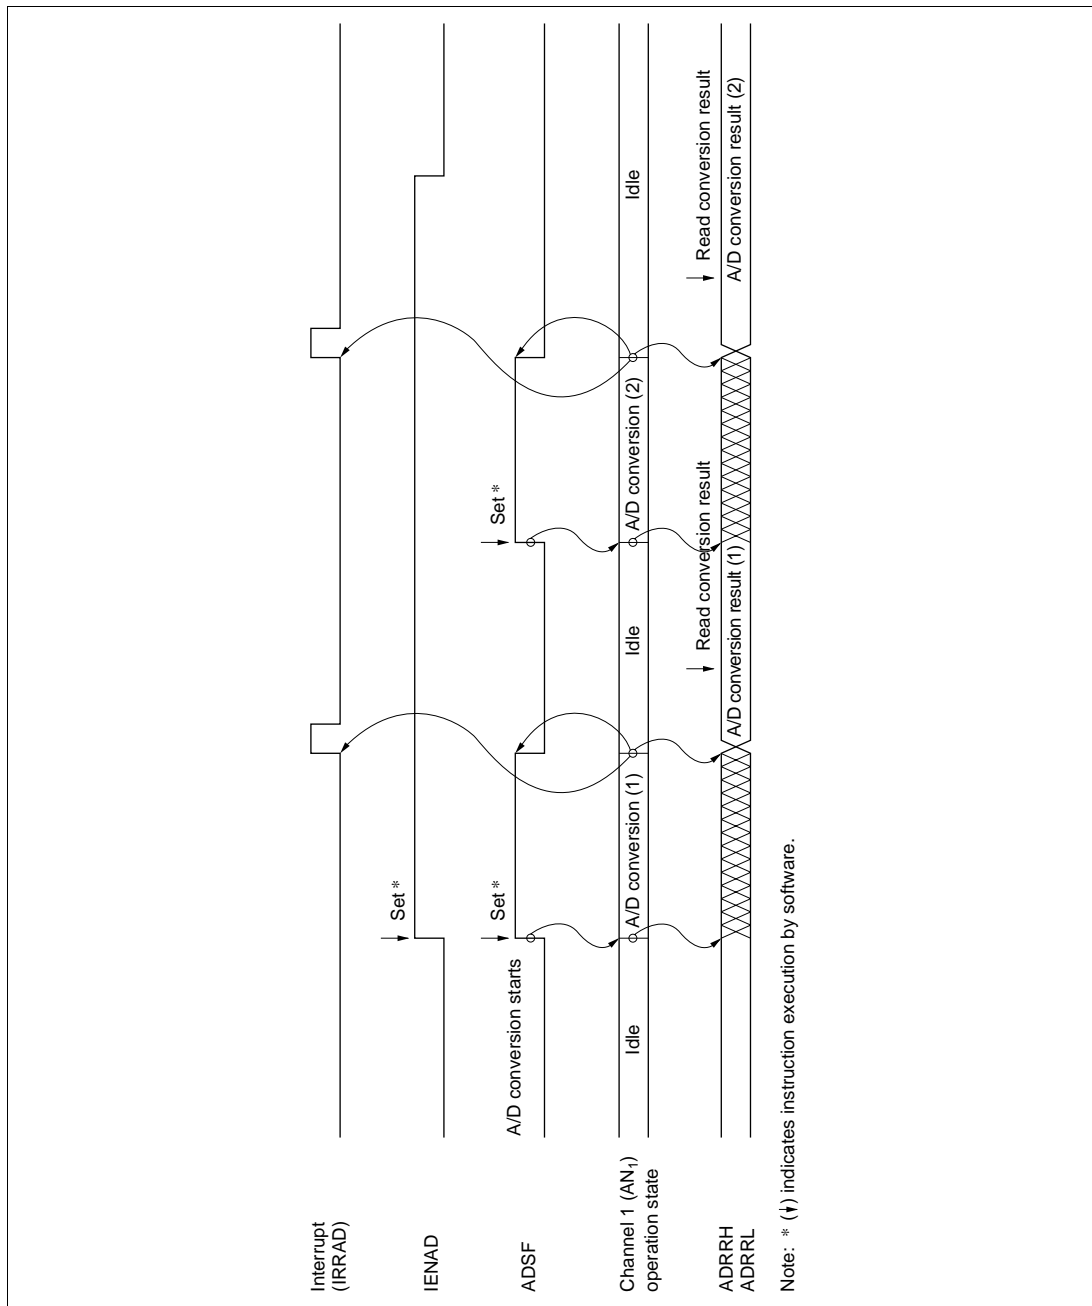 Interrupt
(IRRAD)
IENAD
Set *
ADSF
A/D conversion starts
Set *
Set *
Channel 1 (AN₁)
operation state
Idle
A/D conversion (1)
Idle
A/D conversion (2)
Idle
Read conversion result
Read conversion result
ADRRH
ADRRL
A/D conversion result (1)
A/D conversion result (2)
Note: * (↓) indicates instruction execution by software.